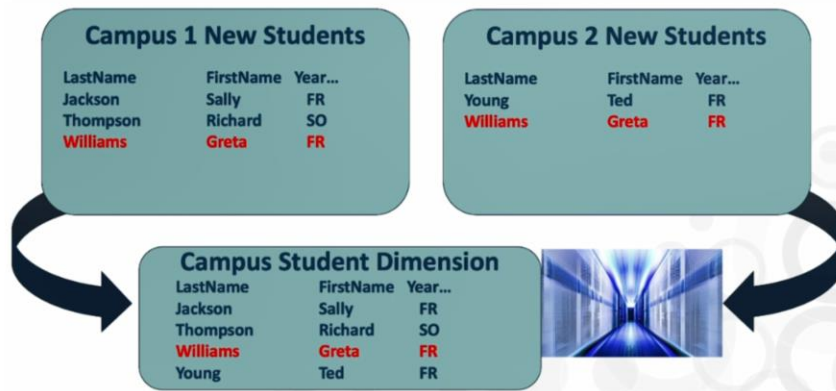 Campus 1 New Students
LastName FirstName Year...
Jackson Sally FR
Thompson Richard SO
Williams Greta FR
Campus 2 New Students
LastName FirstName Year...
Young Ted FR
Williams Greta FR
Campus Student Dimension
LastName FirstName Year...
Jackson Sally FR
Thompson Richard SO
Williams Greta FR
Young Ted FR